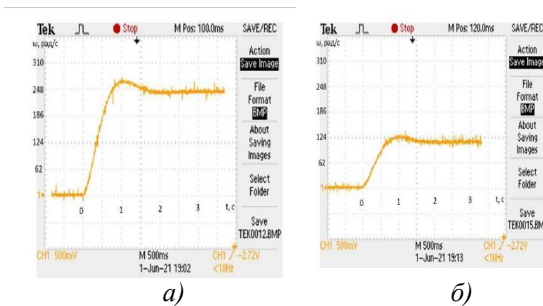 Tek Stop M Pos: 100.0ms SAVE/REC
ω, рад/с
310
248
186
124
62
1
0 1 2 3 t, c
Action
Save Image
File
Format
BMP
About
Saving
Images
Select
Folder
Save
TEK0012.BMP
CH1 500mV M 500ms CH1 -2.72V
1-Jun-21 19:02 <10Hz
а)
Tek Stop M Pos: 120.0ms SAVE/REC
ω, рад/с
310
248
186
124
62
1
0 1 2 3 t, c
Action
Save Image
File
Format
BMP
About
Saving
Images
Select
Folder
Save
TEK0015.BM
CH1 500mV M 500ms CH1 -2.72V
1-Jun-21 19:13 <10Hz
б)